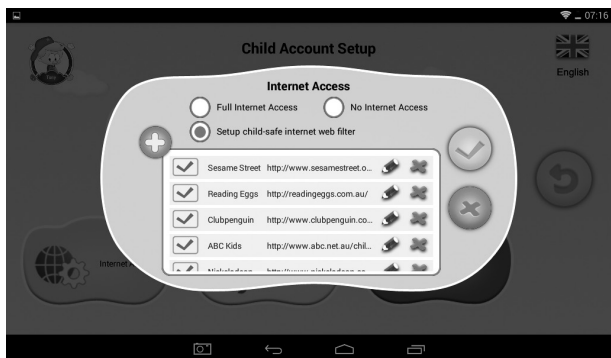 07:16
Child Account Setup
English
Internet Access
Full Internet Access No Internet Access
Setup child-safe internet web filter
Sesame Street http://www.sesamestreet.o...
Reading Eggs http://readingeggs.com.au/
Clubpenguin http://www.clubpenguin.co...
ABC Kids http://www.abc.net.au/chil...
Internet